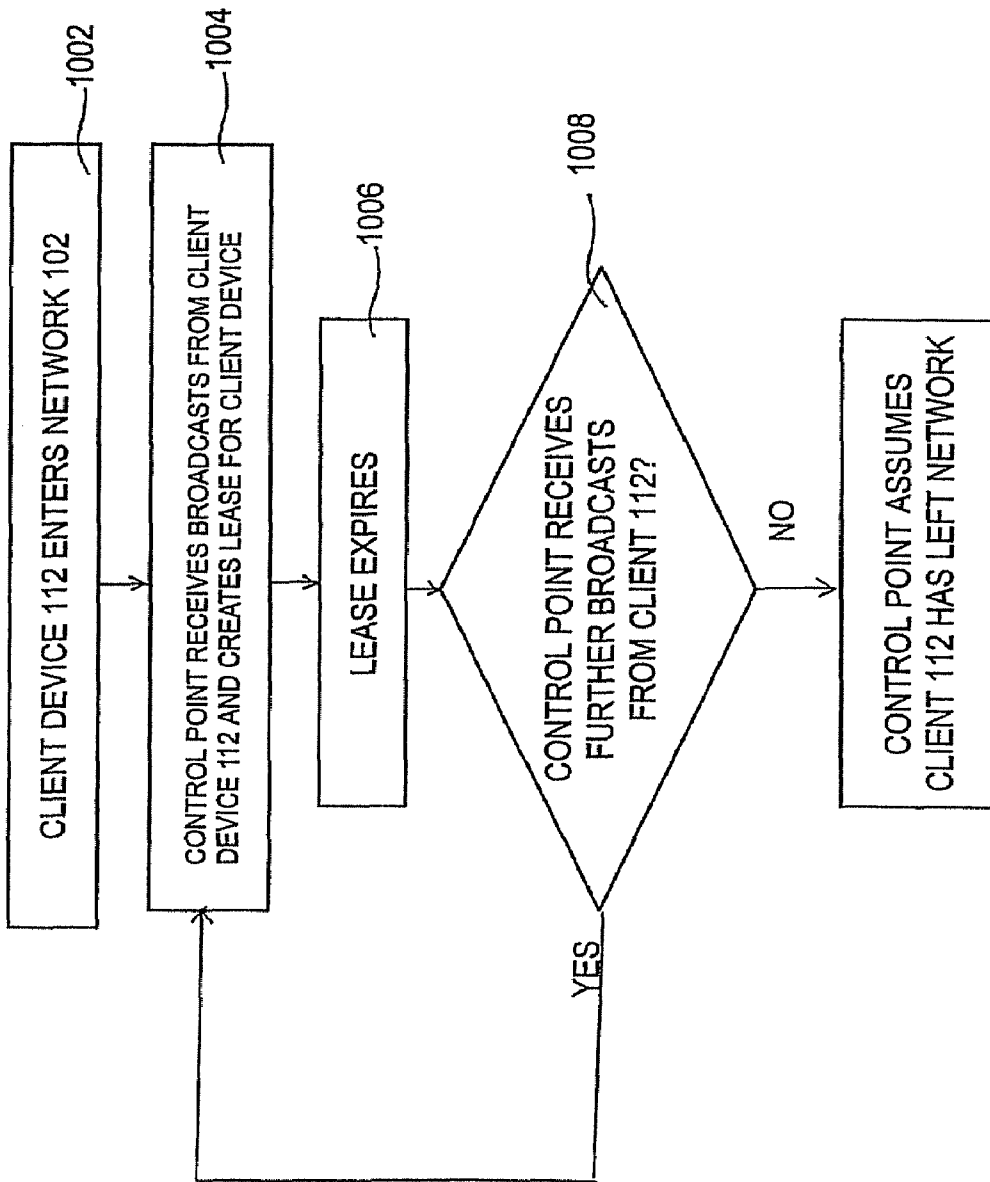 CLIENT DEVICE 112 ENTERS NETWORK 102
1002
CONTROL POINT RECEIVES BROADCASTS FROM CLIENT
DEVICE 112 AND CREATES LEASE FOR CLIENT DEVICE
1004
LEASE EXPIRES
1006
CONTROL POINT RECEIVES
FURTHER BROADCASTS
FROM CLIENT 112?
1008
YES
NO
CONTROL POINT ASSUMES
CLIENT 112 HAS LEFT NETWORK